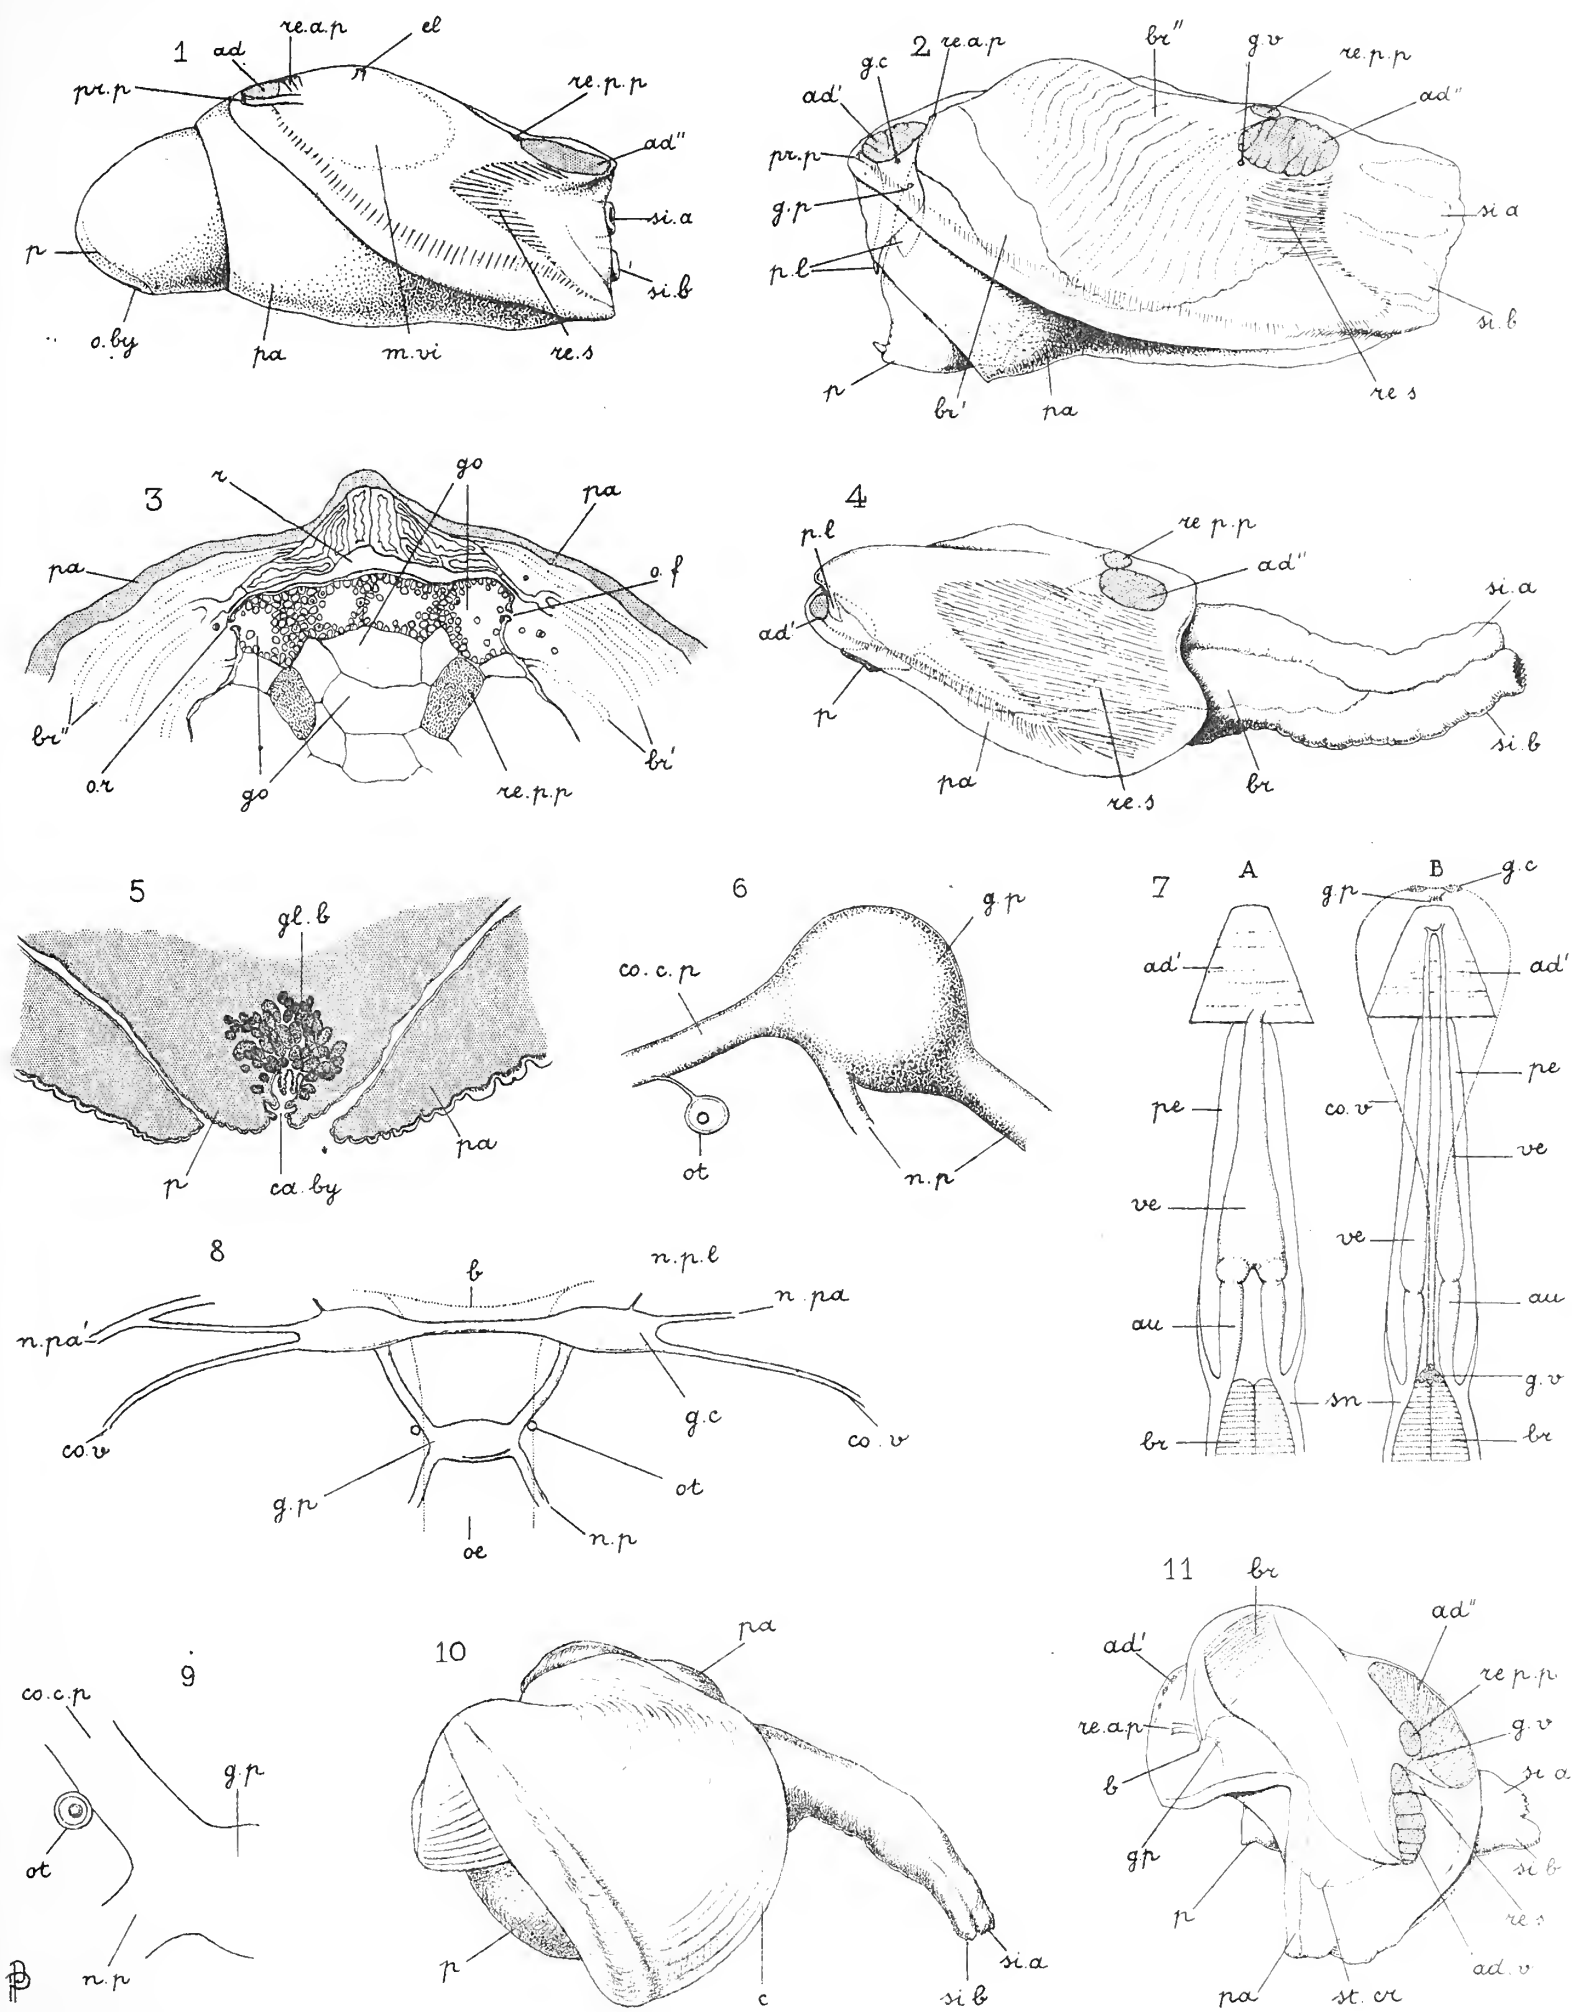 1
ad.
re.a.p
el
pr.p
re.p.p
ad"
si.a
si.b
p
o.by
pa
m.vi
re.s
2
re.a.p
br"
g.v
re.p.p
g.c
ad'
ad"
pr.p
g.p
si a
p.l
si.b
p
br'
pa
re s
3
r
go
pa
pa
o.f
br"
o.r
go
re.p.p
br'
4
p.l
re p.p
ad"
si.a
ad'
p
pa
re.s
br
si.b
5
gl.b
p
ca.by
pa
6
g.p
co.c.p
ot
n.p
7
A
B
g.c
g.p
ad'
ad'
pe
pe
co.v
ve
ve
ve
au
au
g.v
sn
br
br
8
b
n.p.l
n.pa
n.pa'
g.c
co.v
co.v
g.p
ot
oe
n.p
9
co.c.p
g.p
ot
n.p
10
pa
p
si.a
si b
c
11
br
ad'
ad"
re p.p
re.a.p
g.v
b
si a
gp
si b
p
re s
ad.v
pa
st.cr